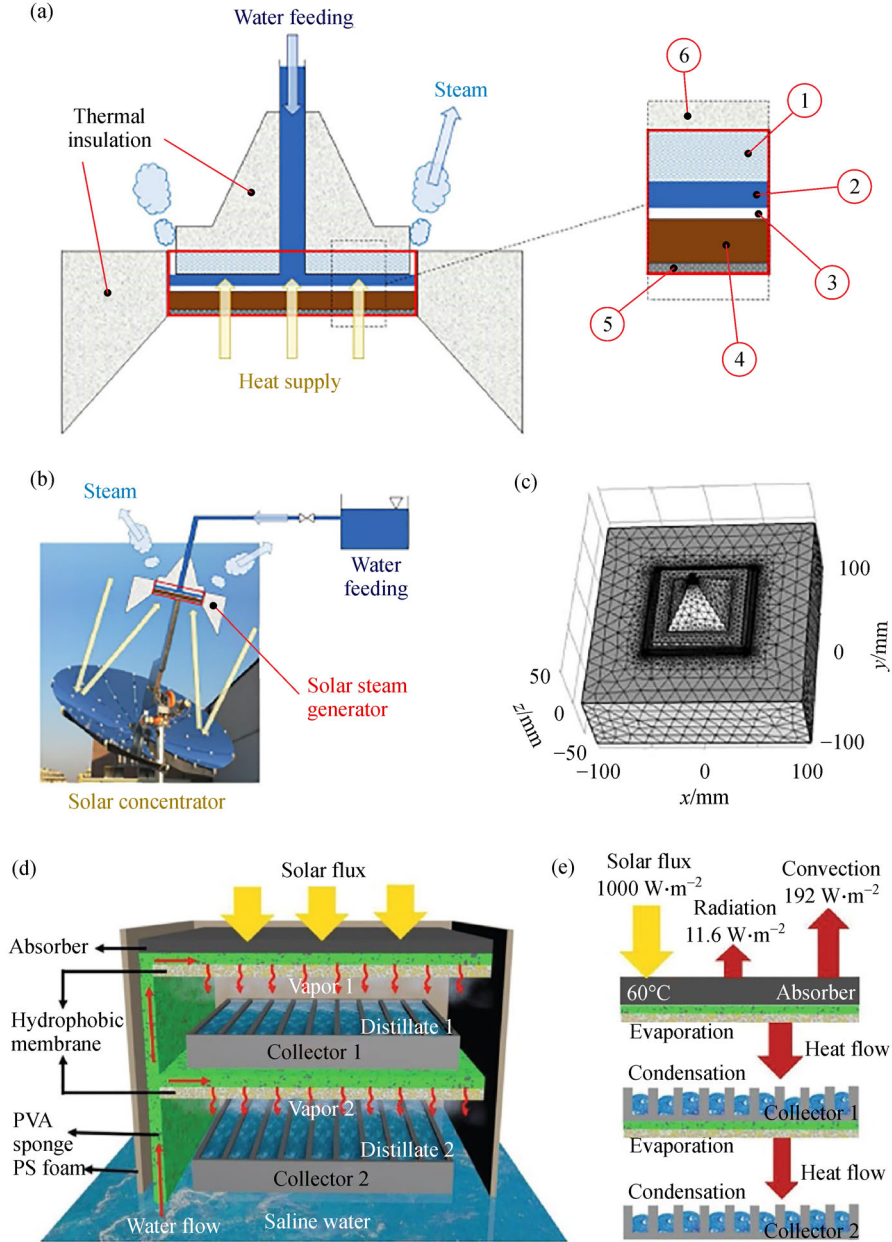 (a)
Water feeding
Steam
Thermal
insulation
Heat supply
6
1
2
3
5
4
(b)
Steam
Water
feeding
Solar steam
generator
Solar concentrator
(c)
100
0
−100
y/mm
50
0
−50
z/mm
−100
0
100
x/mm
(d)
Solar flux
Absorber
Vapor 1
Hydrophobic
membrane
Distillate 1
Collector 1
Vapor 2
PVA
sponge
PS foam
Distillate 2
Collector 2
Water flow
Saline water
(e)
Solar flux
1000 W·m⁻²
Radiation
11.6 W·m⁻²
Convection
192 W·m⁻²
60°C
Absorber
Evaporation
Heat flow
Condensation
Collector 1
Evaporation
Heat flow
Condensation
Collector 2